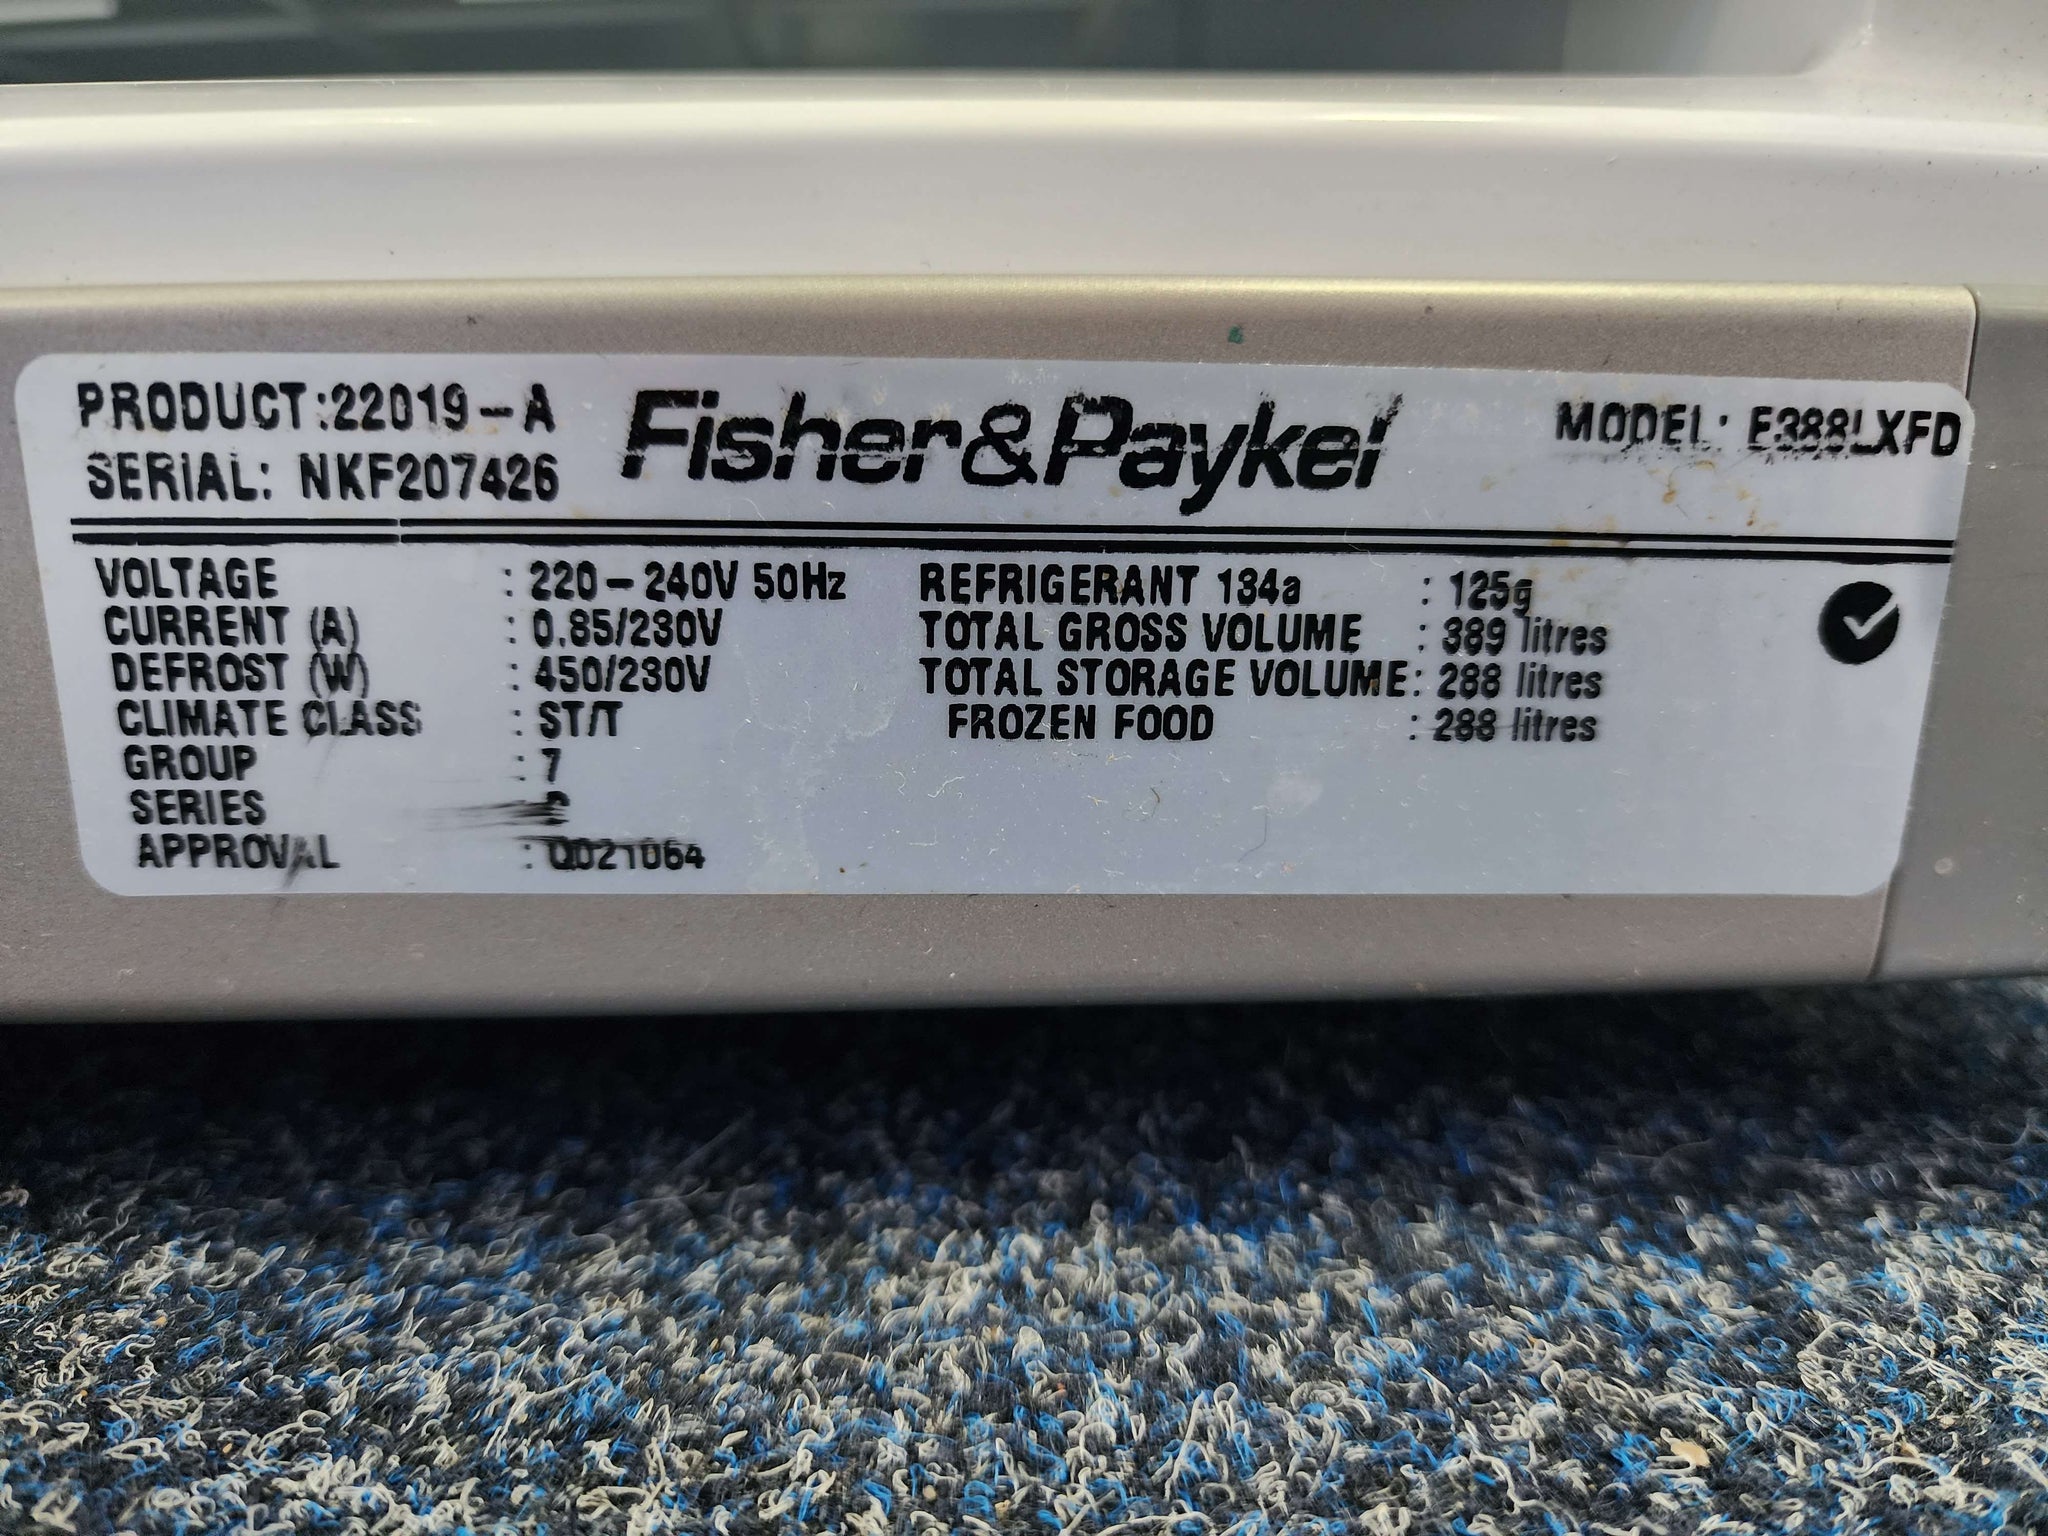 PRODUCT:22019-A
SERIAL: NKF207426
Fisher&Paykel
MODEL: E388LXFD
VOLTAGE : 220-240V 50Hz
CURRENT (A) : 0.85/230V
DEFROST (W) : 450/230V
CLIMATE CLASS : ST/T
GROUP : 7
SERIES :
APPROVAL : Q021064
REFRIGERANT 134a : 125g
TOTAL GROSS VOLUME : 389 litres
TOTAL STORAGE VOLUME: 288 litres
FROZEN FOOD : 288 litres